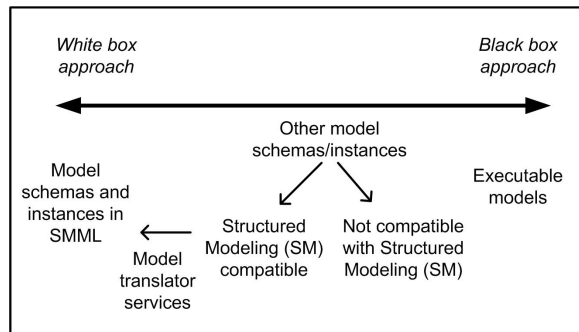 White box
approach
Black box
approach
Other model
schemas/instances
Model
schemas and
instances in
SMML
Executable
models
Structured
Modeling (SM)
compatible
Not compatible
with Structured
Modeling (SM)
Model
translator
services